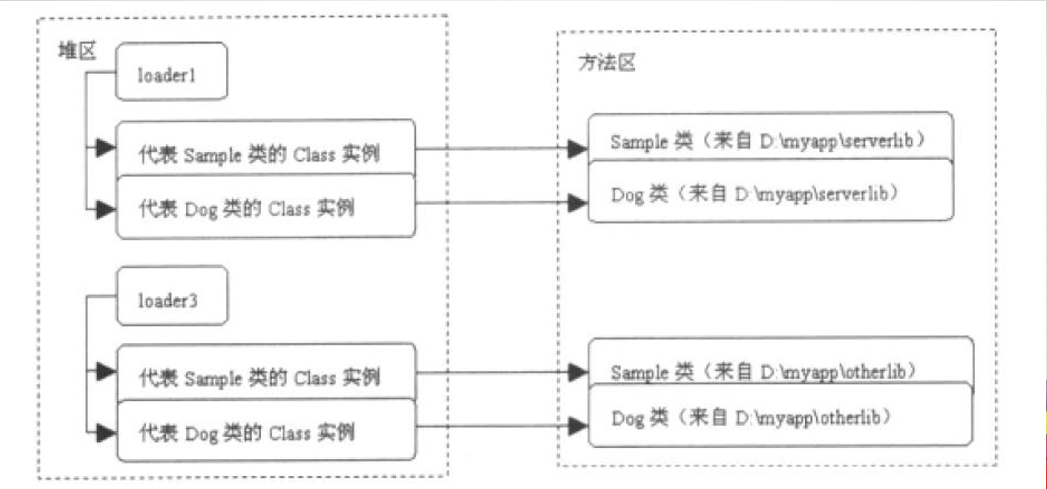 堆区
loader1
代表 Sample 类的 Class 实例
代表 Dog 类的 Class 实例
loader3
代表 Sample 类的 Class 实例
代表 Dog 类的 Class 实例
方法区
Sample 类（来自 D:\myapp\serverlib）
Dog 类（来自 D:\myapp\serverlib）
Sample 类（来自 D:\myapp\otherlib）
Dog 类（来自 D:\myapp\otherlib）